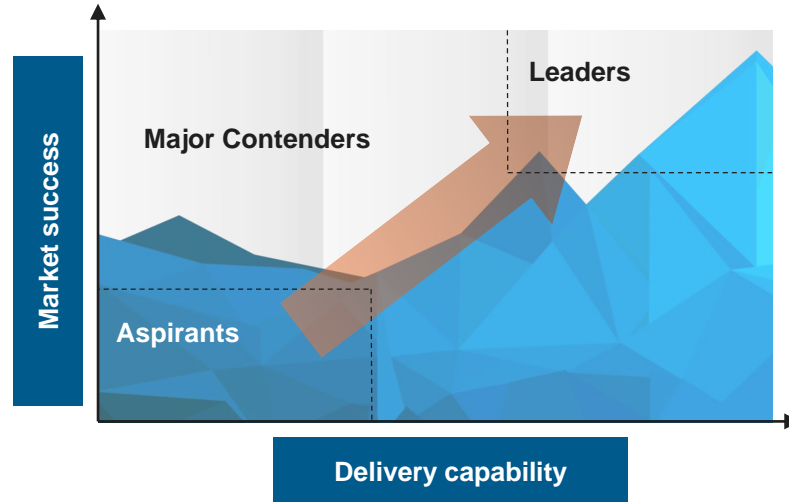 Leaders
Major Contenders
Market success
Aspirants
Delivery capability